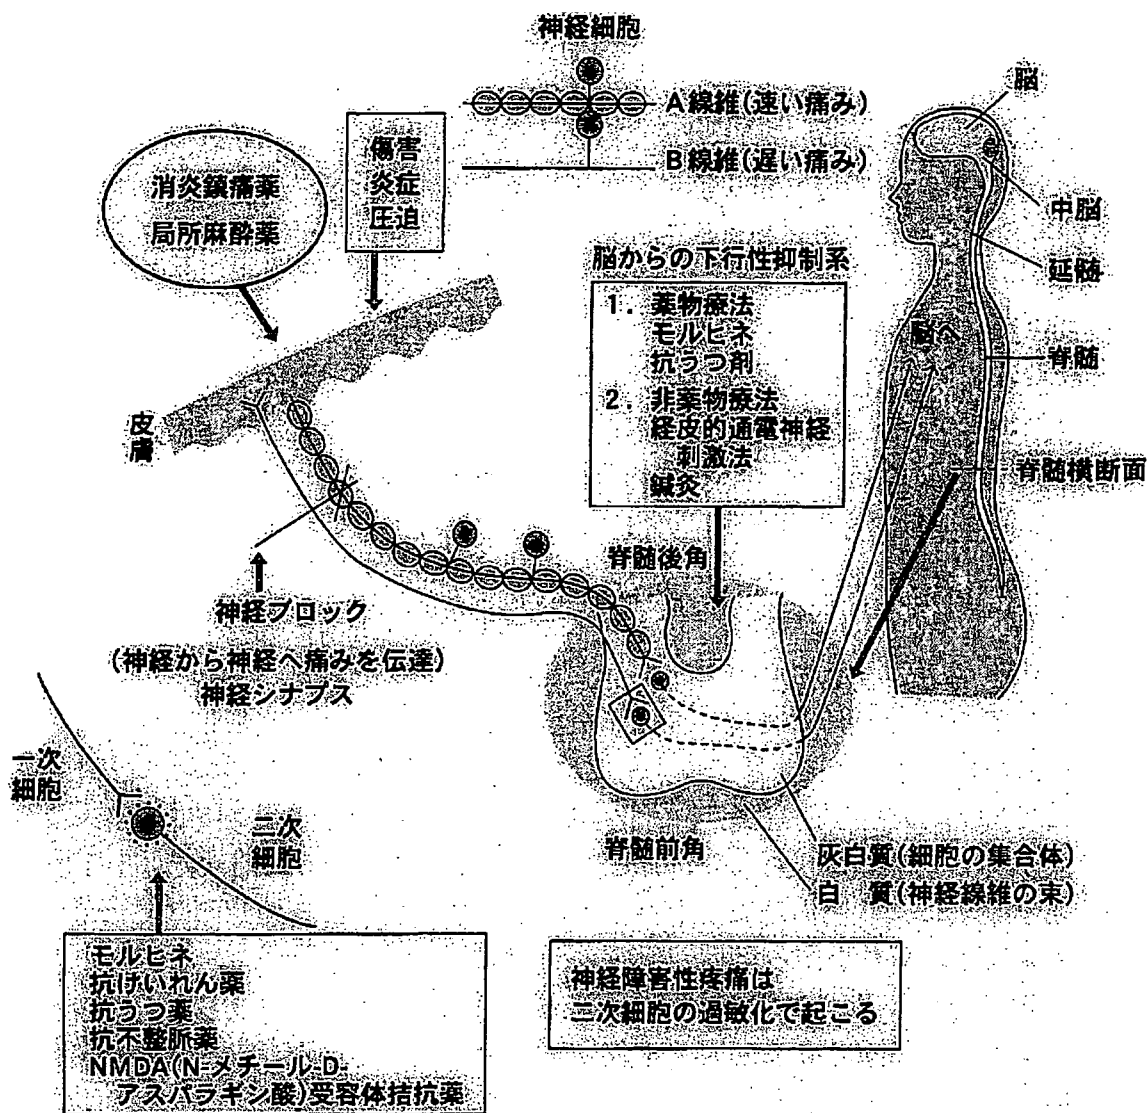 神経細胞
A線維(速い痛み)
B線維(遅い痛み)
傷害
炎症
圧迫
消炎鎮痛薬
局所麻酔薬
脳
中脳
延髄
脊髄
脳へ
脊髄横断面
脳からの下行性抑制系
1. 薬物療法
モルヒネ
抗うつ剤
2. 非薬物療法
経皮的通電神経
刺激法
鍼灸
皮膚
神経ブロック
(神経から神経へ痛みを伝達)
神経シナプス
脊髄後角
一次
細胞
二次
細胞
脊髄前角
灰白質(細胞の集合体)
白 質(神経線維の束)
モルヒネ
抗けいれん薬
抗うつ薬
抗不整脈薬
NMDA(N-メチール-D-
アスパラギン酸)受容体拮抗薬
神経障害性疼痛は
二次細胞の過敏化で起こる